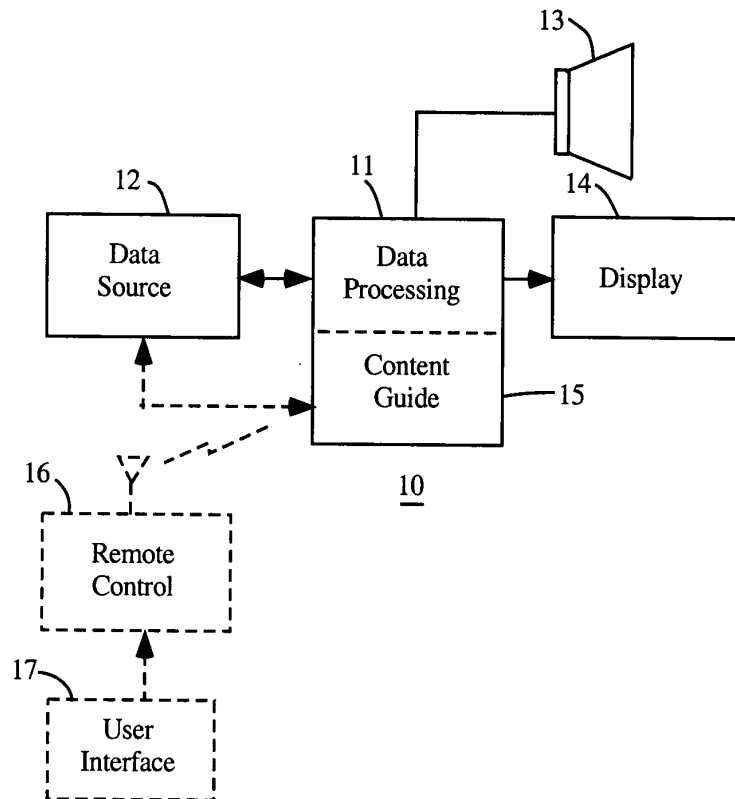 13
12
11
14
Data
Source
Data
Processing
Display
Content
Guide
15
10
16
Remote
Control
17
User
Interface